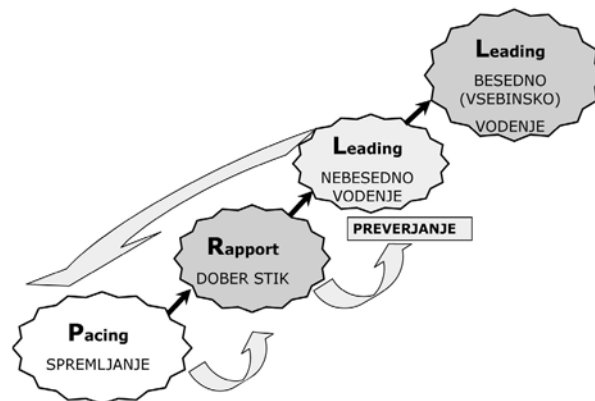 Leading
BESEDNO
(VSEBINSKO)
VODENJE
Leading
NEBESEDNO
VODENJE
PREVERJANJE
Rapport
DOBER STIK
Pacing
SPREMLJANJE